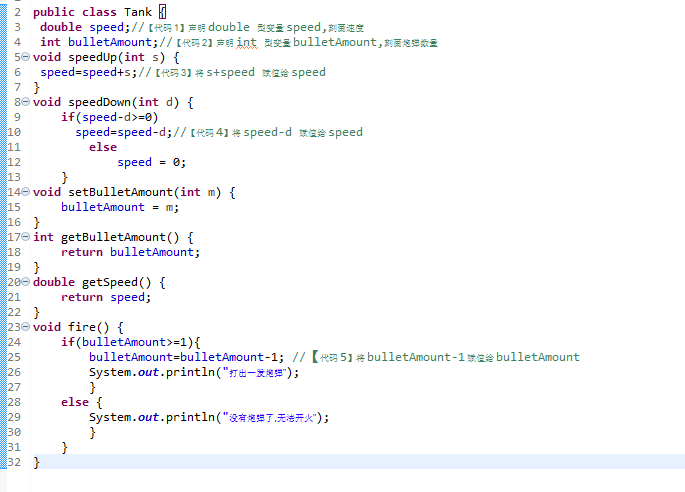 2 public class Tank {
3 double speed;//【代码1】声明double 型变量speed,刻画速度
4 int bulletAmount;//【代码2】声明int 型变量bulletAmount,刻画炮弹数量
5 void speedUp(int s) {
6 speed=speed+s;//【代码3】将s+speed 赋值给speed
7 }
8 void speedDown(int d) {
9 if(speed-d>=0)
10 speed=speed-d;//【代码4】将speed-d 赋值给speed
11 else
12 speed = 0;
13 }
14 void setBulletAmount(int m) {
15 bulletAmount = m;
16 }
17 int getBulletAmount() {
18 return bulletAmount;
19 }
20 double getSpeed() {
21 return speed;
22 }
23 void fire() {
24 if(bulletAmount>=1){
25 bulletAmount=bulletAmount-1; //【代码5】将bulletAmount-1赋值给bulletAmount
26 System.out.println("打出一发炮弹");
27 }
28 else {
29 System.out.println("没有炮弹了,无法开火");
30 }
31 }
32 }